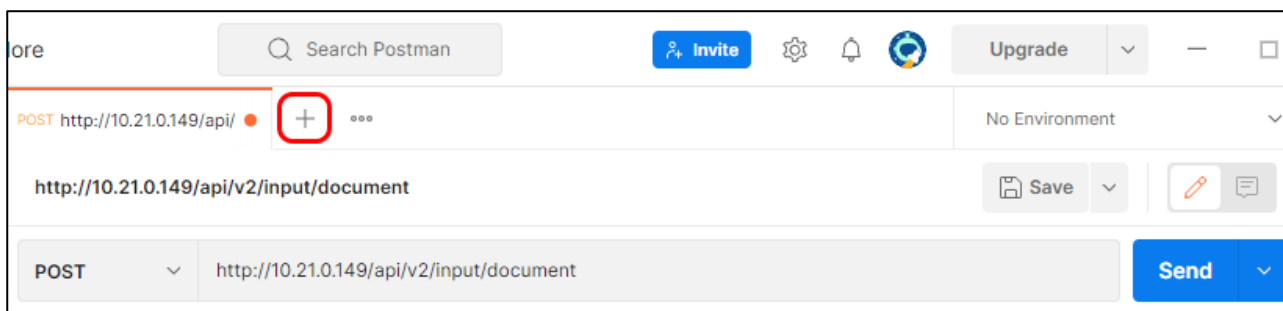 lore Search Postman Invite Upgrade
POST http://10.21.0.149/api/ No Environment
http://10.21.0.149/api/v2/input/document Save
POST http://10.21.0.149/api/v2/input/document Send